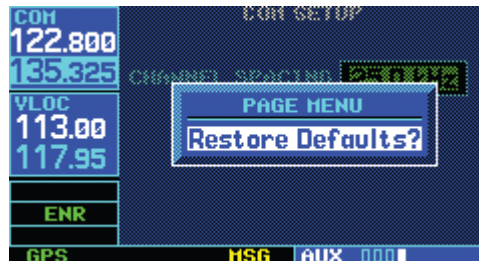 COM
122.800
135.325
VLOC
113.00
117.95
ENR
GPS
COM SETUP
CHANNEL SPACING 25.0 kHz
PAGE MENU
Restore Defaults?
MSG
AUX